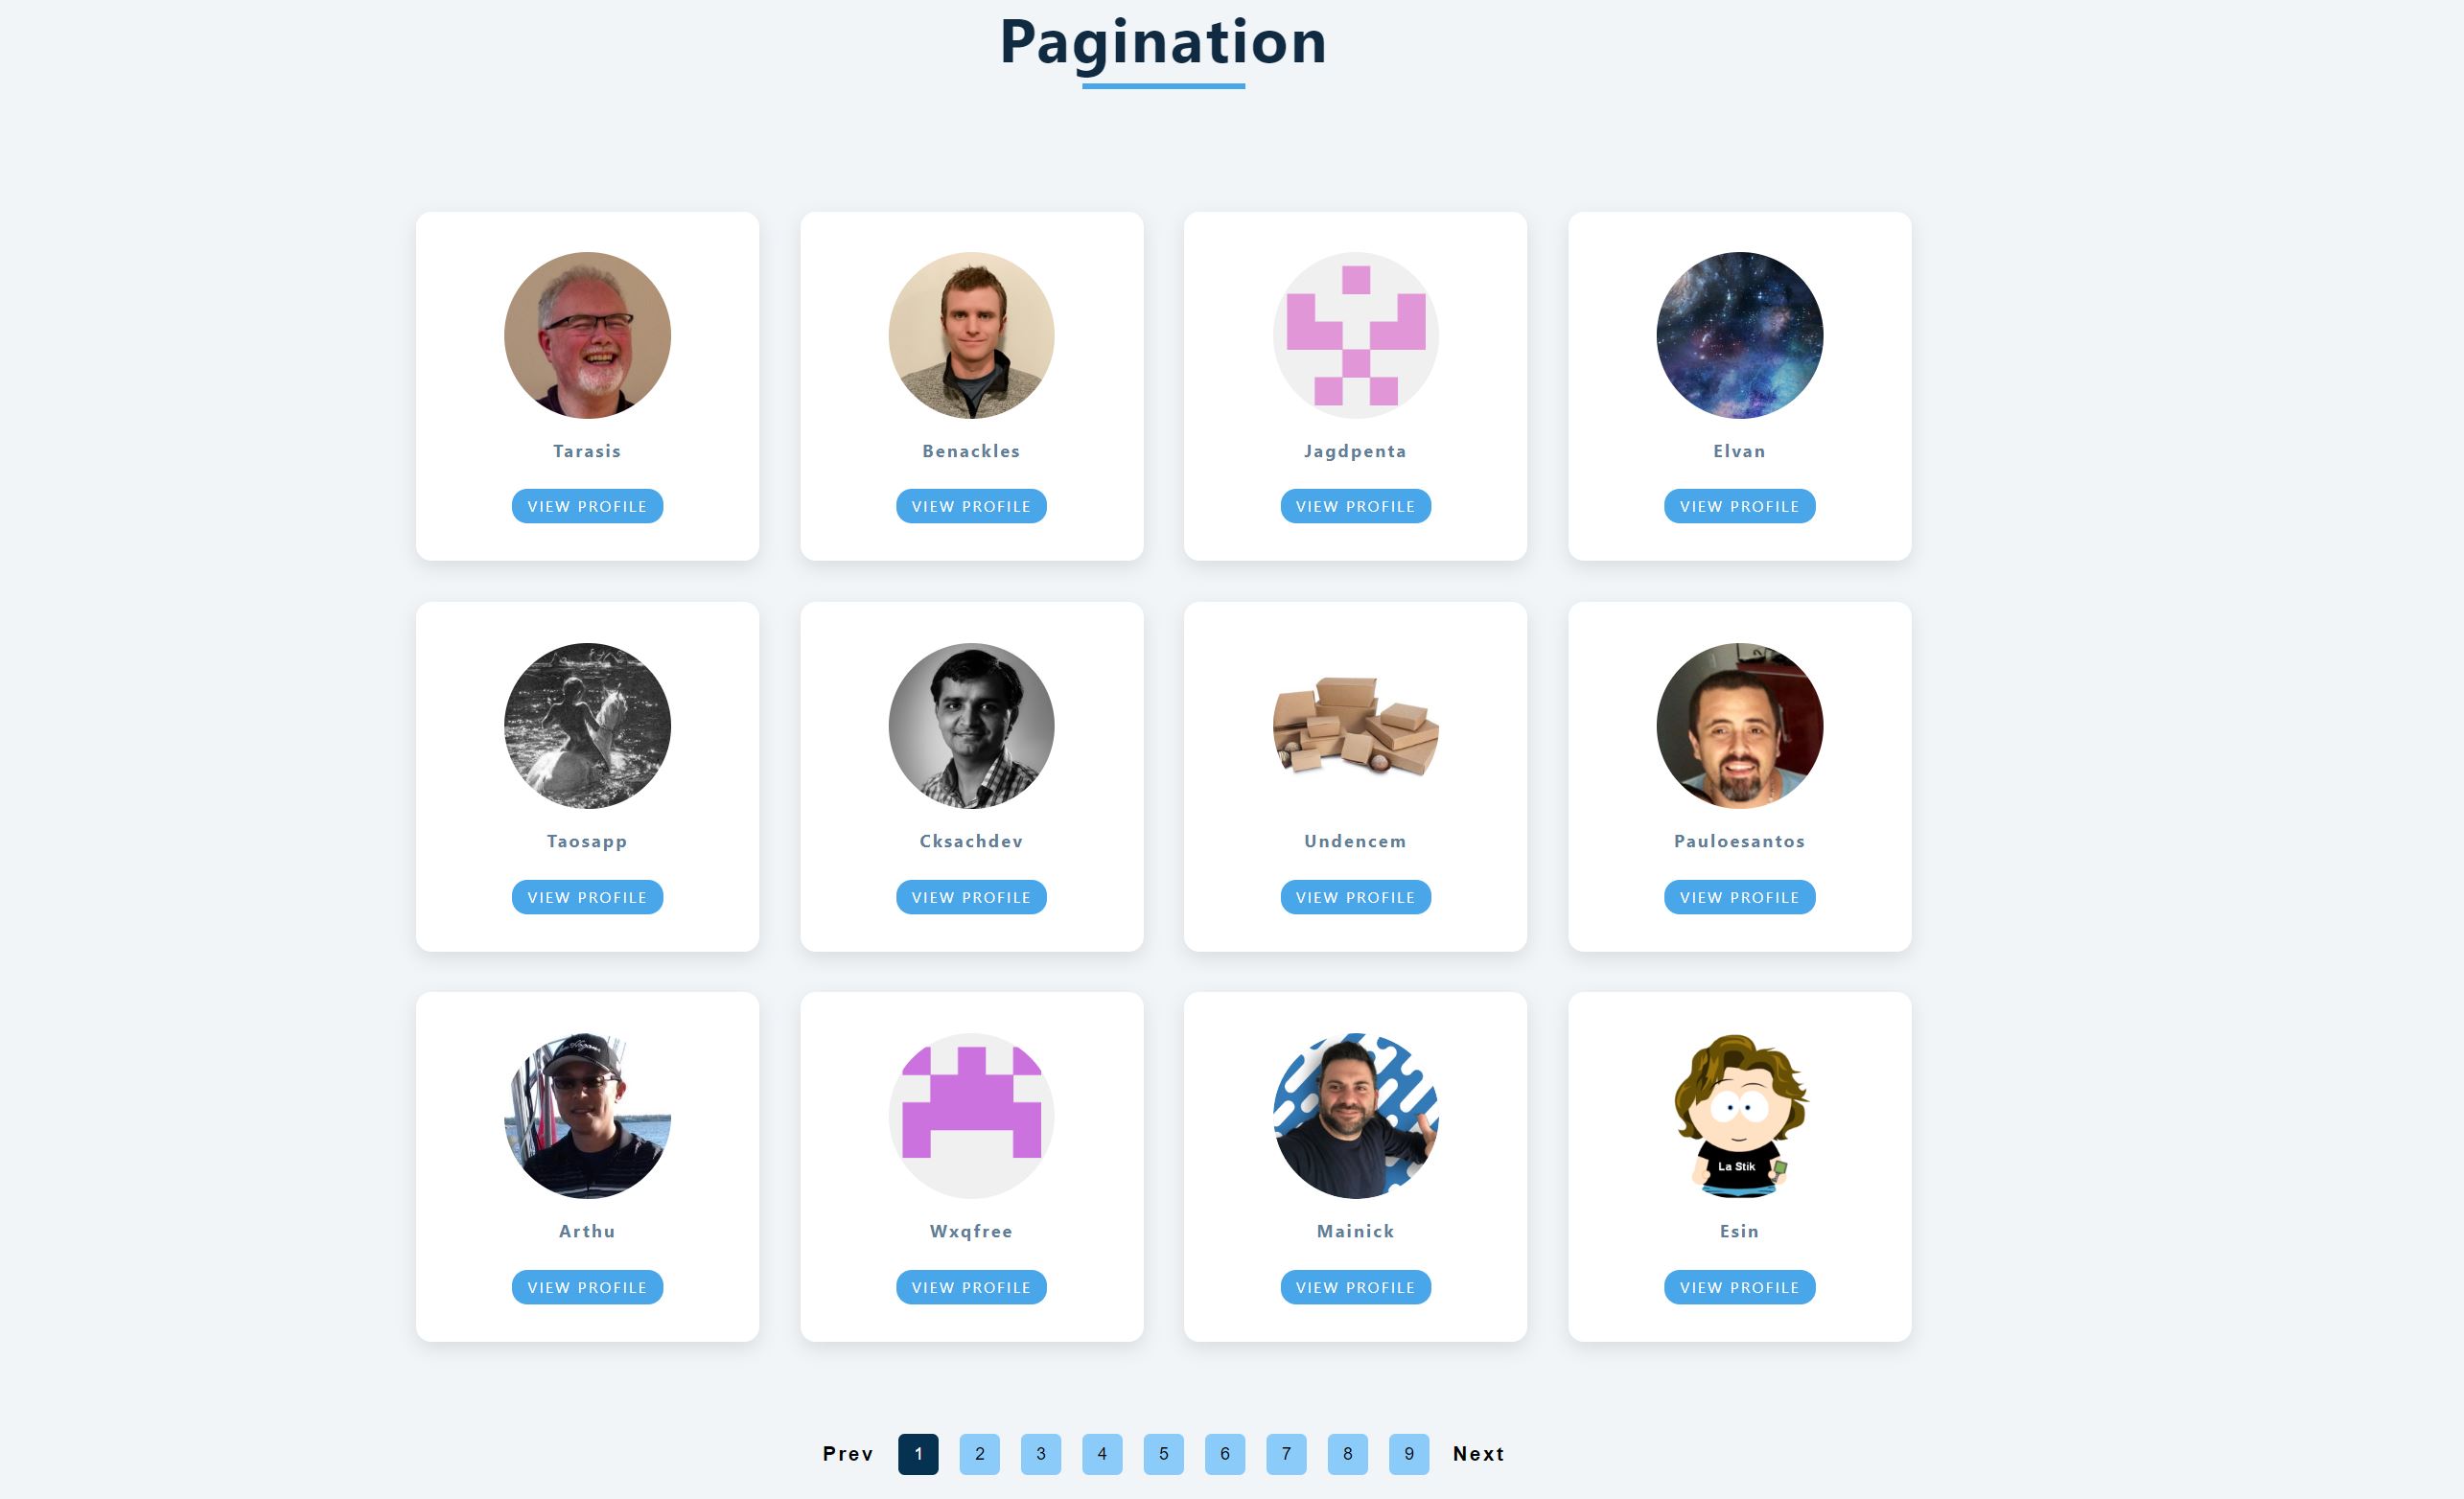 Pagination
Tarasis Benackles Jagdpenta Elvan
VIEW PROFILE VIEW PROFILE VIEW PROFILE VIEW PROFILE
Taosapp Cksachdev Undencem Pauloesantos
VIEW PROFILE VIEW PROFILE VIEW PROFILE VIEW PROFILE
La Stik
Arthu Wxqfree Mainick Esin
VIEW PROFILE VIEW PROFILE VIEW PROFILE VIEW PROFILE
Prev 1 2 3 4 5 6 7 8 9 Next